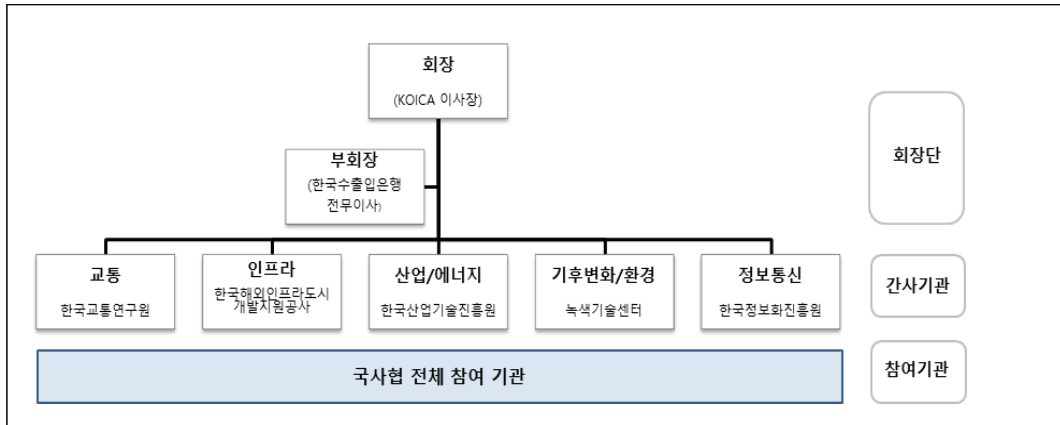 회장
(KOICA 이사장)
부회장
(한국수출입은행
전무이사)
회장단
교통
한국교통연구원
인프라
한국해외인프라도시
개발지원공사
산업/에너지
한국산업기술진흥원
기후변화/환경
녹색기술센터
정보통신
한국정보화진흥원
간사기관
국사협 전체 참여 기관
참여기관